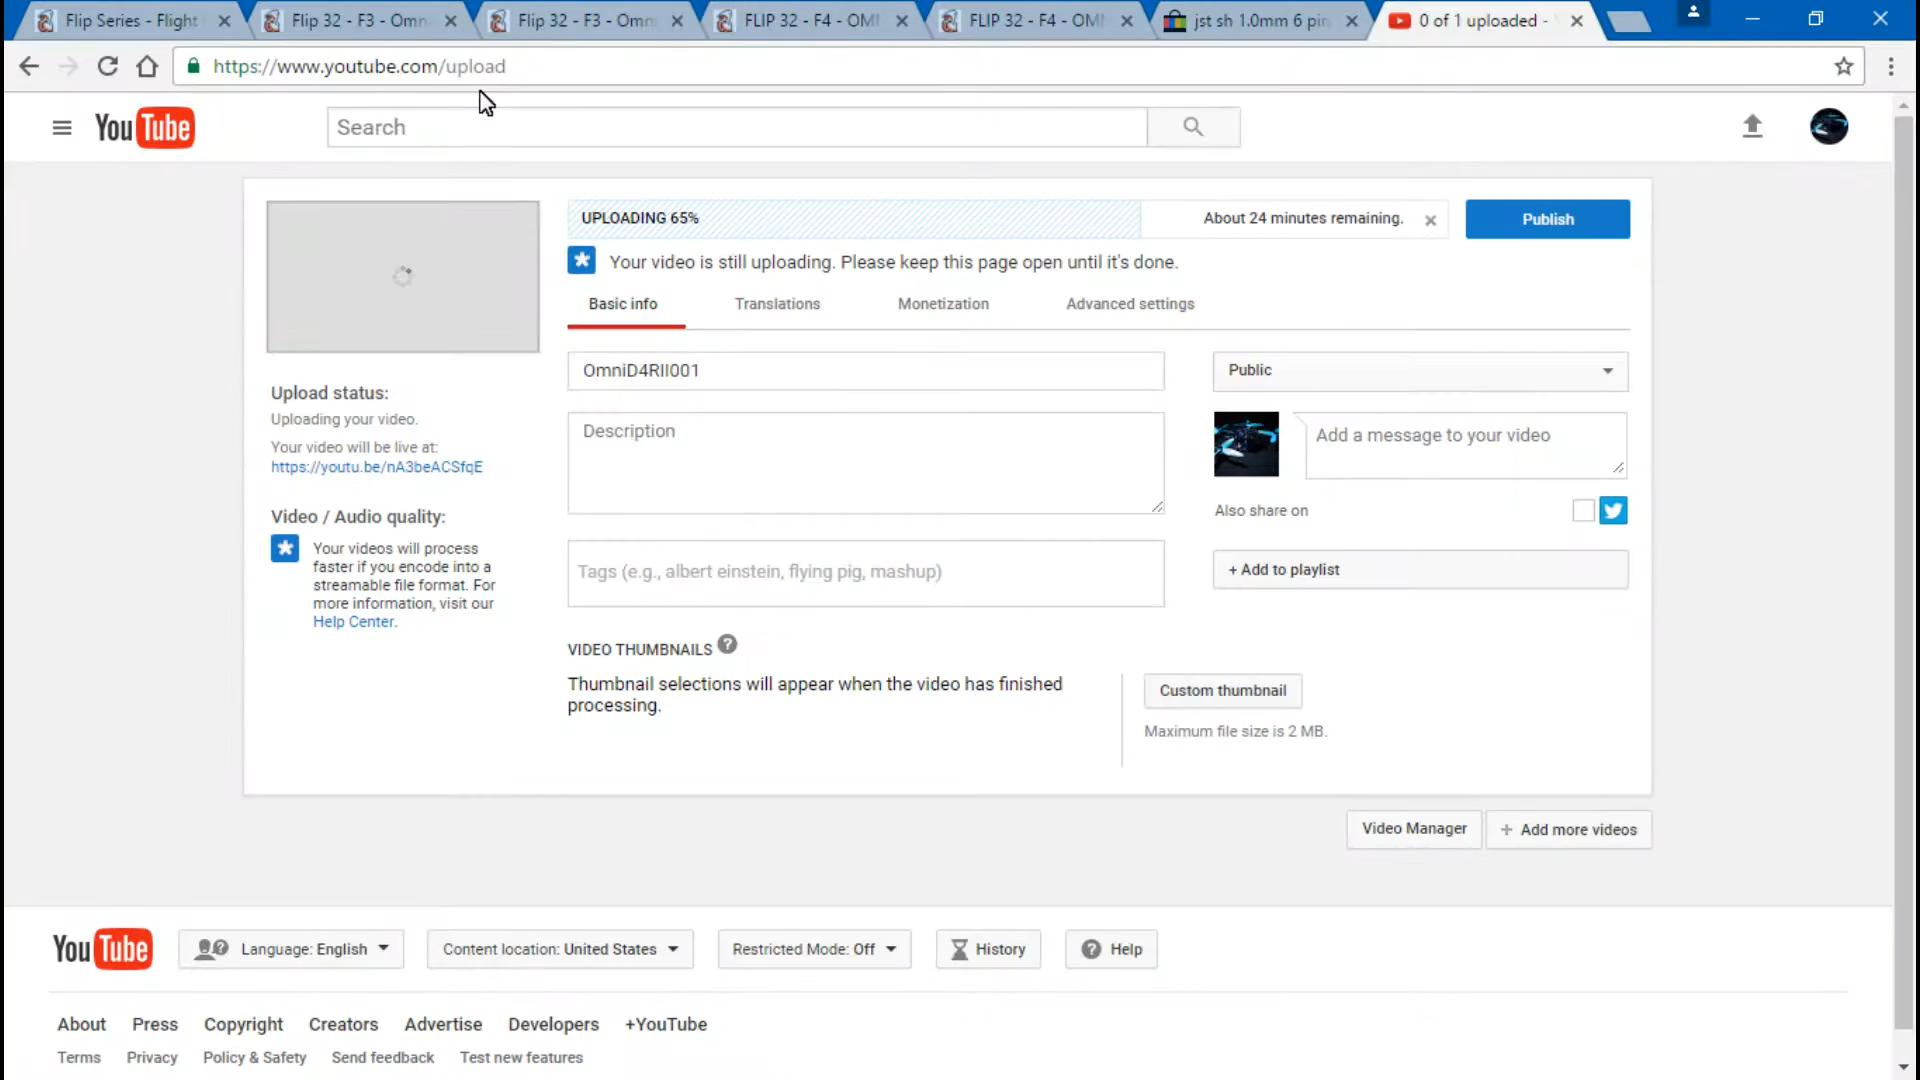 Flip Series - Flight
Flip 32 - F3 - Omn
Flip 32 - F3 - Omn
FLIP 32 - F4 - OM
FLIP 32 - F4 - OM
jst sh 1.0mm 6 pin
0 of 1 uploaded -
https://www.youtube.com/upload
YouTube
Search
UPLOADING 65%
About 24 minutes remaining.
Publish
Your video is still uploading. Please keep this page open until it's done.
Basic info
Translations
Monetization
Advanced settings
OmniD4RII001
Public
Description
Add a message to your video
Upload status:
Uploading your video.
Your video will be live at:
https://youtu.be/nA3beACSfqE
Also share on
Video / Audio quality:
Your videos will process
faster if you encode into a
streamable file format. For
more information, visit our
Help Center.
Tags (e.g., albert einstein, flying pig, mashup)
+ Add to playlist
VIDEO THUMBNAILS ?
Thumbnail selections will appear when the video has finished
processing.
Custom thumbnail
Maximum file size is 2 MB.
Video Manager
+ Add more videos
YouTube
Language: English
Content location: United States
Restricted Mode: Off
History
? Help
About Press Copyright Creators Advertise Developers +YouTube
Terms Privacy Policy & Safety Send feedback Test new features